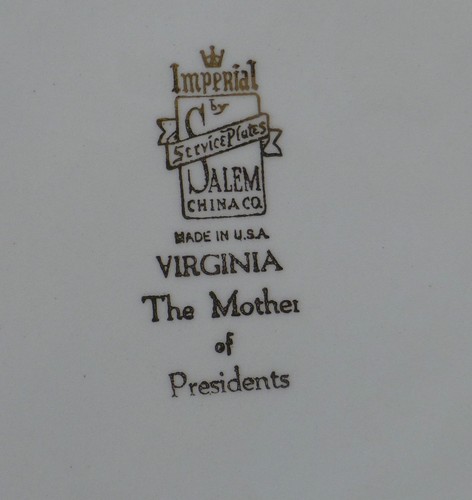 Imperial
by
Service Plates
SALEM
CHINA CO.
MADE IN U.S.A.
VIRGINIA
The Mother
of
Presidents